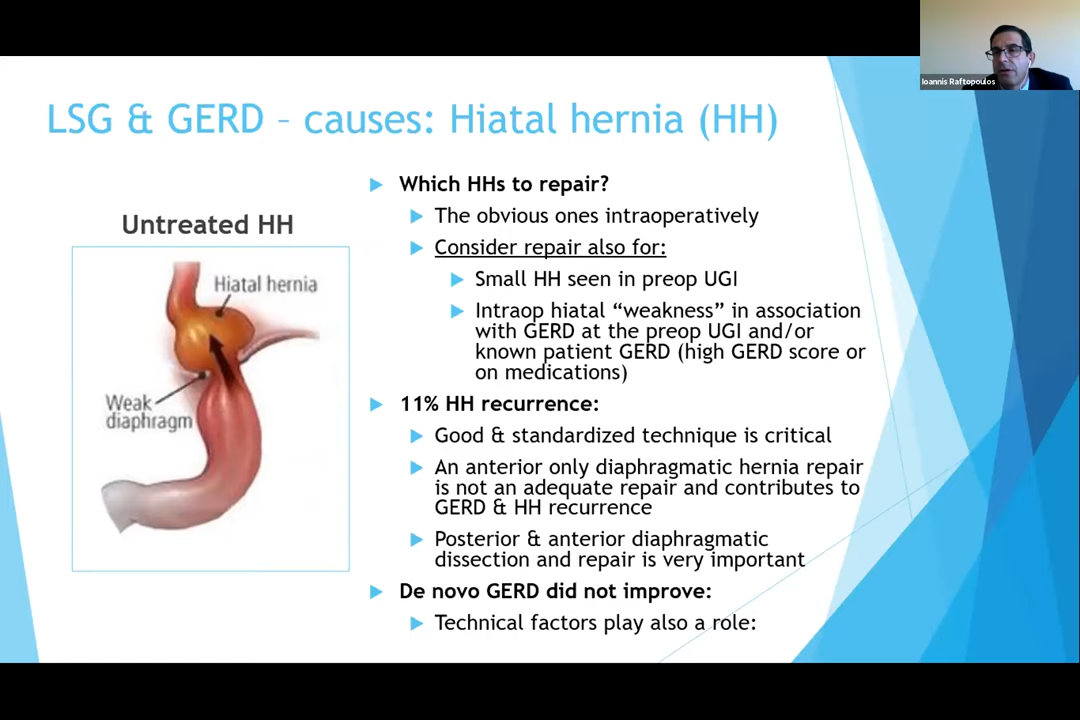 Ioannis Raftopoulos
LSG & GERD – causes: Hiatal hernia (HH)
Untreated HH
Hiatal hernia
Weak
diaphragm
Which HHs to repair?
The obvious ones intraoperatively
Consider repair also for:
Small HH seen in preop UGI
Intraop hiatal “weakness” in association
with GERD at the preop UGI and/or
known patient GERD (high GERD score or
on medications)
11% HH recurrence:
Good & standardized technique is critical
An anterior only diaphragmatic hernia repair
is not an adequate repair and contributes to
GERD & HH recurrence
Posterior & anterior diaphragmatic
dissection and repair is very important
De novo GERD did not improve:
Technical factors play also a role: